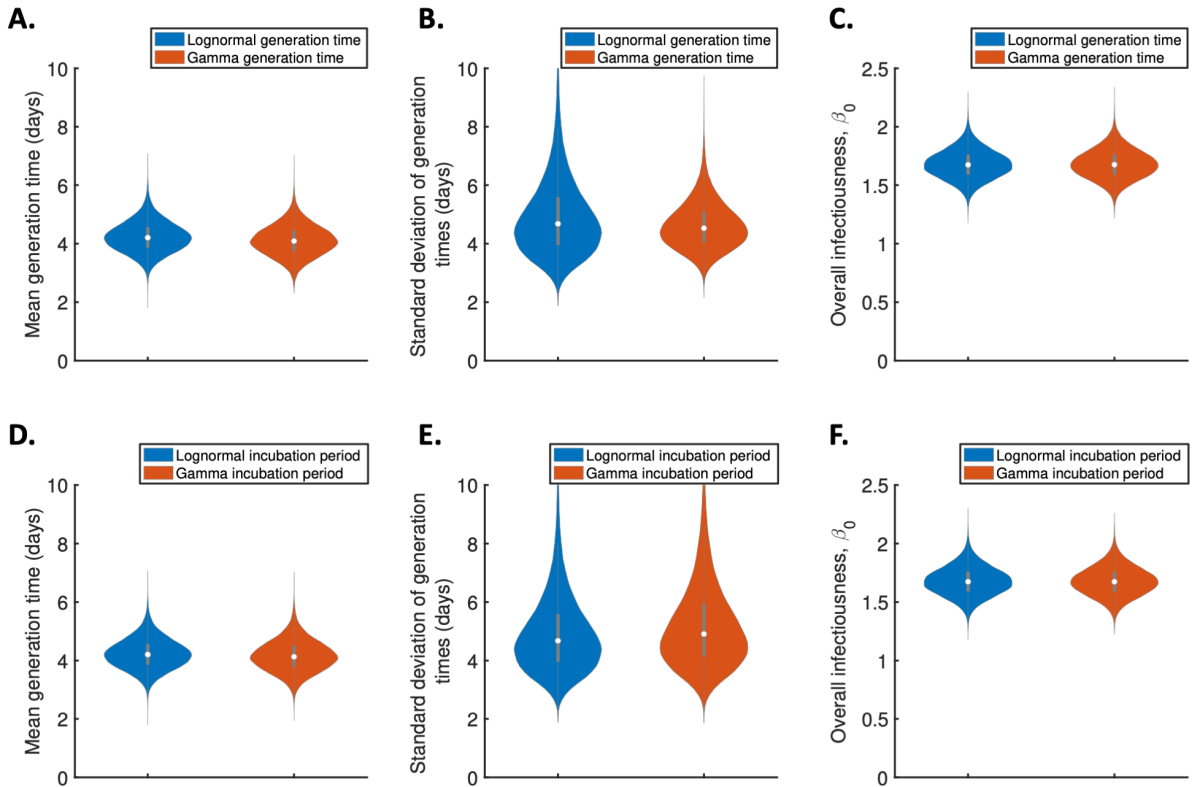 A.
Lognormal generation time
Gamma generation time
Mean generation time (days)
10
8
6
4
2
0
B.
Lognormal generation time
Gamma generation time
Standard deviation of generation
times (days)
10
8
6
4
2
0
C.
Lognormal generation time
Gamma generation time
Overall infectiousness, β0
2.5
2
1.5
1
0.5
0
D.
Lognormal incubation period
Gamma incubation period
Mean generation time (days)
10
8
6
4
2
0
E.
Lognormal incubation period
Gamma incubation period
Standard deviation of generation
times (days)
10
8
6
4
2
0
F.
Lognormal incubation period
Gamma incubation period
Overall infectiousness, β0
2.5
2
1.5
1
0.5
0